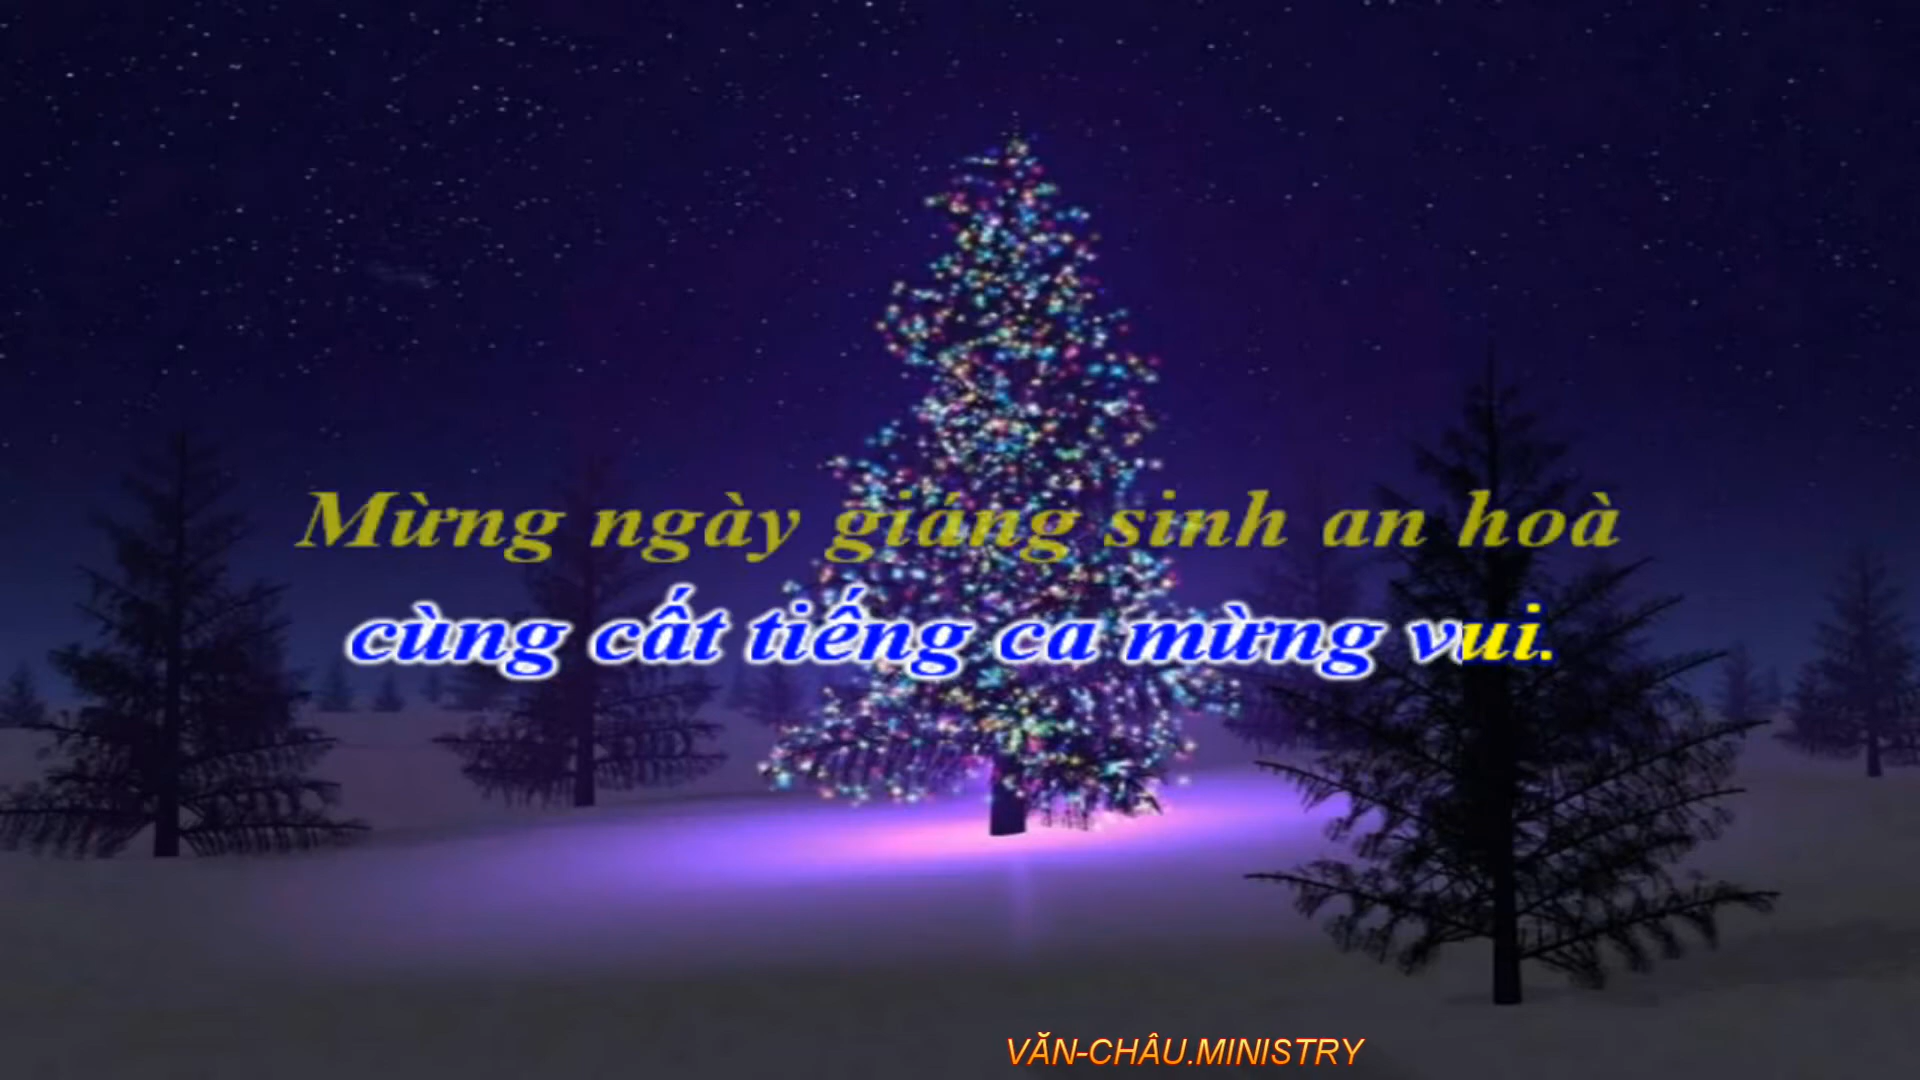 Mừng ngày giáng sinh an hoà
cùng cất tiếng ca mừng vui.
VĂN-CHÂU.MINISTRY